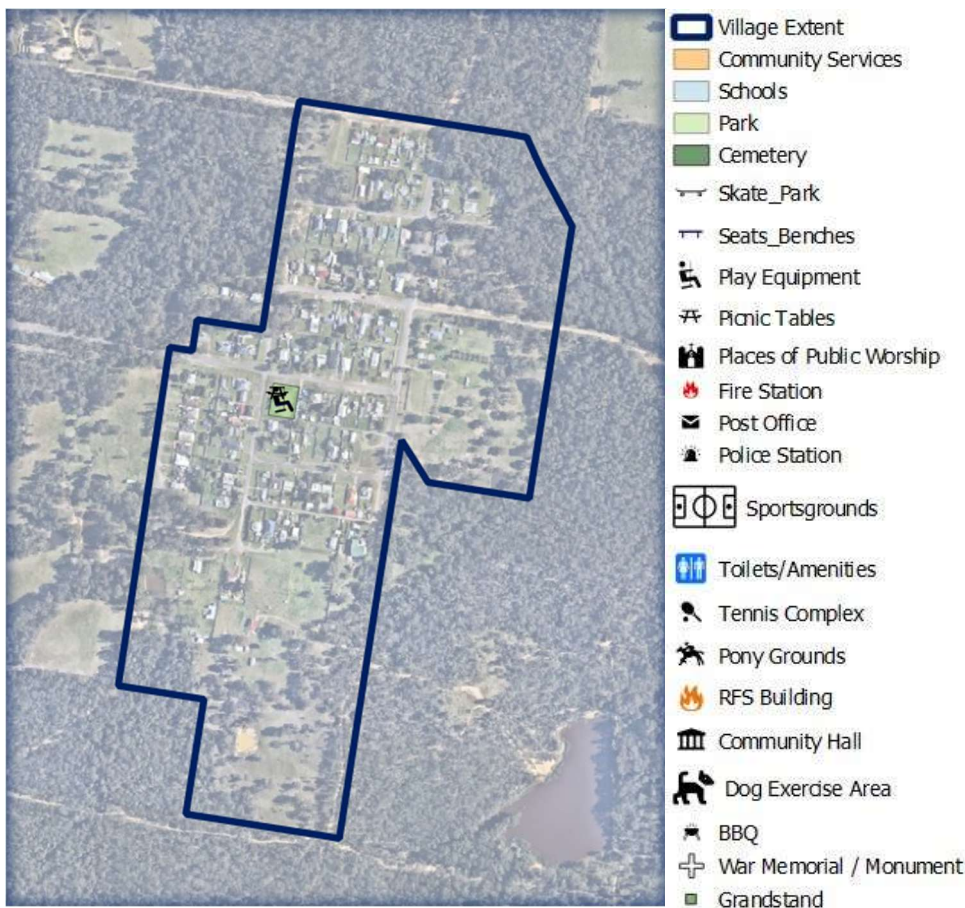 Village Extent
Community Services
Schools
Park
Cemetery
Skate_Park
Seats_Benches
Play Equipment
Picnic Tables
Places of Public Worship
Fire Station
Post Office
Police Station
Sportsgrounds
Toilets/Amenities
Tennis Complex
Pony Grounds
RFS Building
Community Hall
Dog Exercise Area
BBQ
War Memorial / Monument
Grandstand